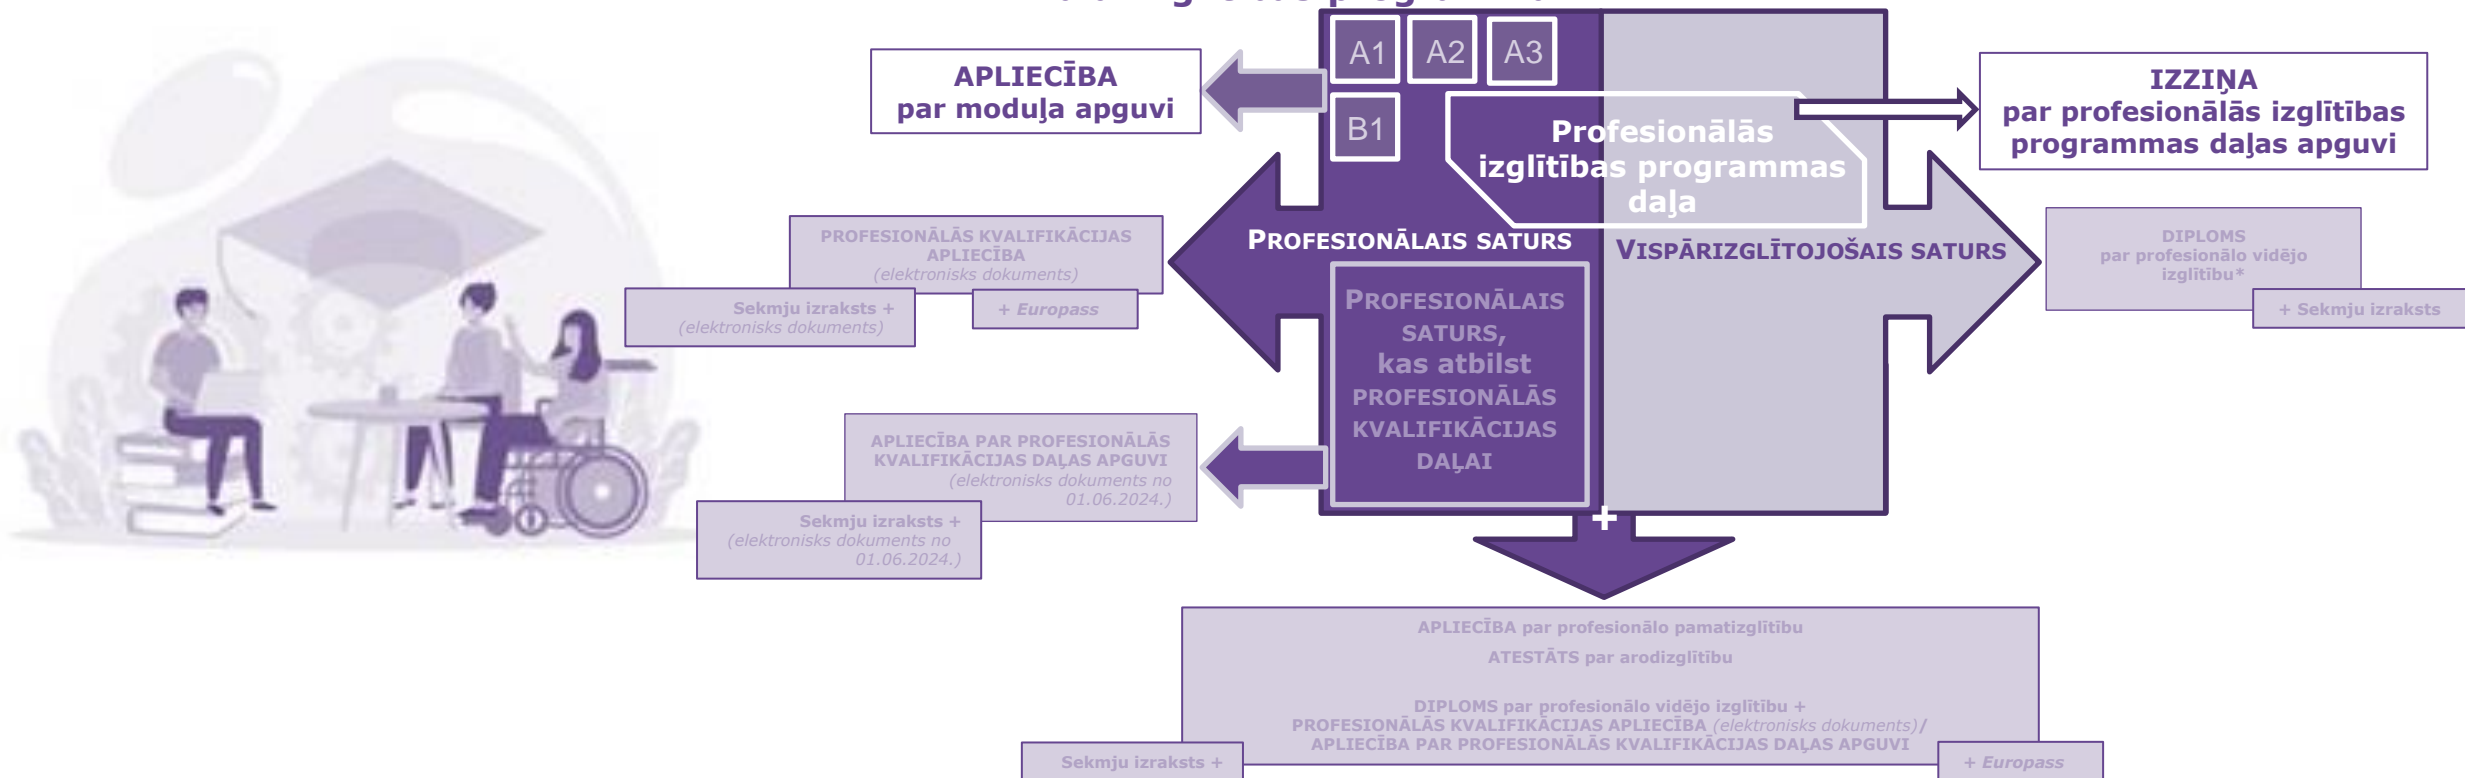 A1
A2
A3
B1
APLIECĪBA
par moduļa apguvi
IZZIŅA
par profesionālās izglītības
programmas daļas apguvi
Profesionālās
izglītības programmas
daļa
PROFESIONĀLAIS SATURS
VISPĀRIZGLĪTOJOŠAIS SATURS
PROFESIONĀLĀS KVALIFIKĀCIJAS
APLIECĪBA
(elektronisks dokuments)
Sekmju izraksts +
(elektronisks dokuments)
+ Europass
DIPLOMS
par profesionālo vidējo
izglītību*
+ Sekmju izraksts
PROFESIONĀLAIS
SATURS,
kas atbilst
PROFESIONĀLĀS
KVALIFIKĀCIJAS
DAĻAI
APLIECĪBA PAR PROFESIONĀLĀS
KVALIFIKĀCIJAS DAĻAS APGUVI
(elektronisks dokuments no
01.06.2024.)
Sekmju izraksts +
(elektronisks dokuments no
01.06.2024.)
+
APLIECĪBA par profesionālo pamatizglītību
ATESTĀTS par arodizglītību
DIPLOMS par profesionālo vidējo izglītību +
PROFESIONĀLĀS KVALIFIKĀCIJAS APLIECĪBA (elektronisks dokuments)/
APLIECĪBA PAR PROFESIONĀLĀS KVALIFIKĀCIJAS DAĻAS APGUVI
Sekmju izraksts +
+ Europass